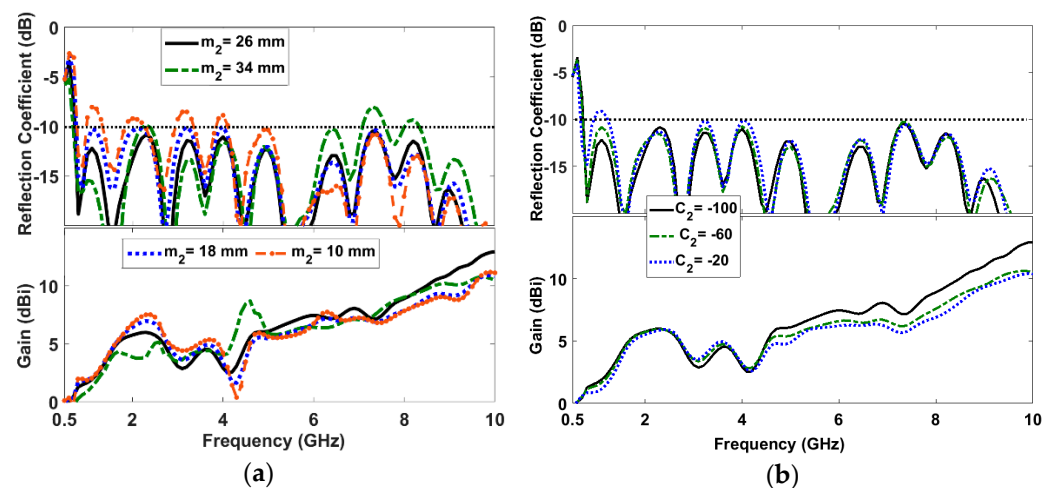 0
-5
-10
-15
Reflection Coefficient (dB)
m2= 26 mm
m2= 34 mm
10
5
0
Gain (dBi)
m2= 18 mm
m2= 10 mm
0.5 2 4 6 8 10
Frequency (GHz)
(a)
0
-5
-10
-15
Reflection Coefficient (dB)
C2= -100
C2= -60
C2= -20
10
5
0
Gain (dBi)
0.5 2 4 6 8 10
Frequency (GHz)
(b)